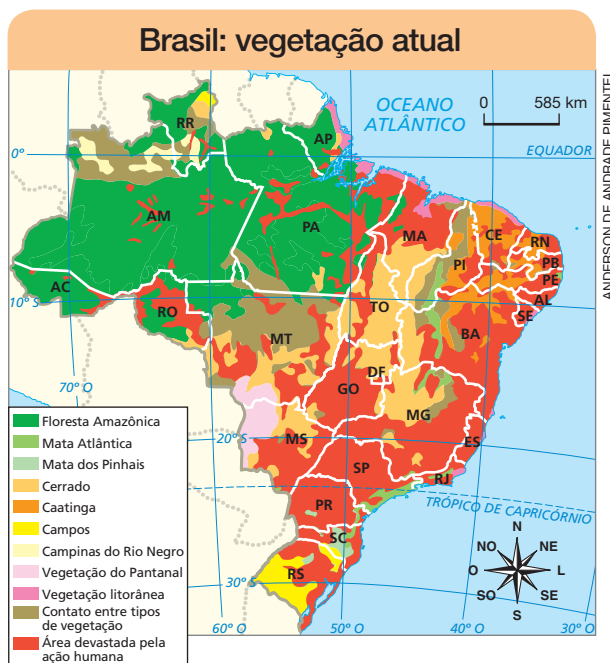 Brasil: vegetação atual
OCEANO
ATLÂNTICO
0 585 km
EQUADOR
ANDERSON DE ANDRADE PIMENTEL
0°
RR
AP
AM
PA
MA
CE
RN
PB
PE
AL
SE
PI
AC
10° S
RO
TO
MT
BA
DF
GO
70° O
MG
MS
20° S
ES
SP
RJ
TRÓPICO DE CAPRICÓRNIO
PR
SC
RS
30° S
60° O
50° O
40° O
30° O
N
NO NE
O L
SO SE
S
Floresta Amazônica
Mata Atlântica
Mata dos Pinhais
Cerrado
Caatinga
Campos
Campinas do Rio Negro
Vegetação do Pantanal
Vegetação litorânea
Contato entre tipos
de vegetação
Área devastada pela
ação humana